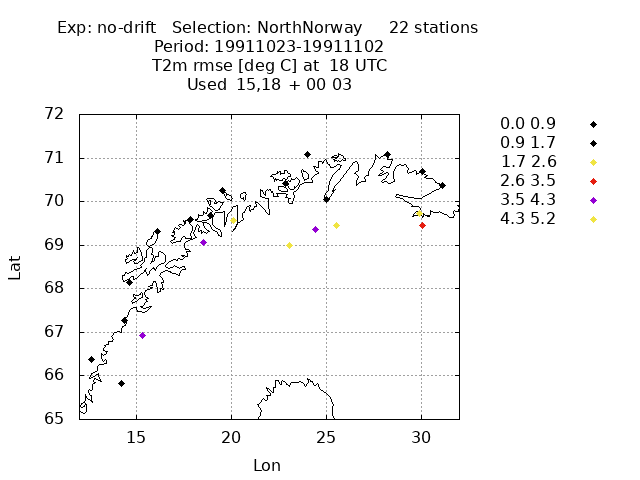 Exp: no-drift   Selection: NorthNorway     22 stations
Period: 19911023-19911102
T2m rmse [deg C] at  18 UTC
Used  15,18 + 00 03
72
71
70
69
68
67
66
65
15 20 25 30
Lat
Lon
0.0 0.9
0.9 1.7
1.7 2.6
2.6 3.5
3.5 4.3
4.3 5.2